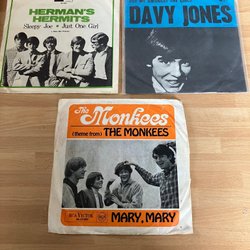 HERMAN'S
HERMITS
Sleepy Joe • Just One Girl
DAVY JONES
The Monkees
(theme from) THE MONKEES
RCA VICTOR
MARY, MARY